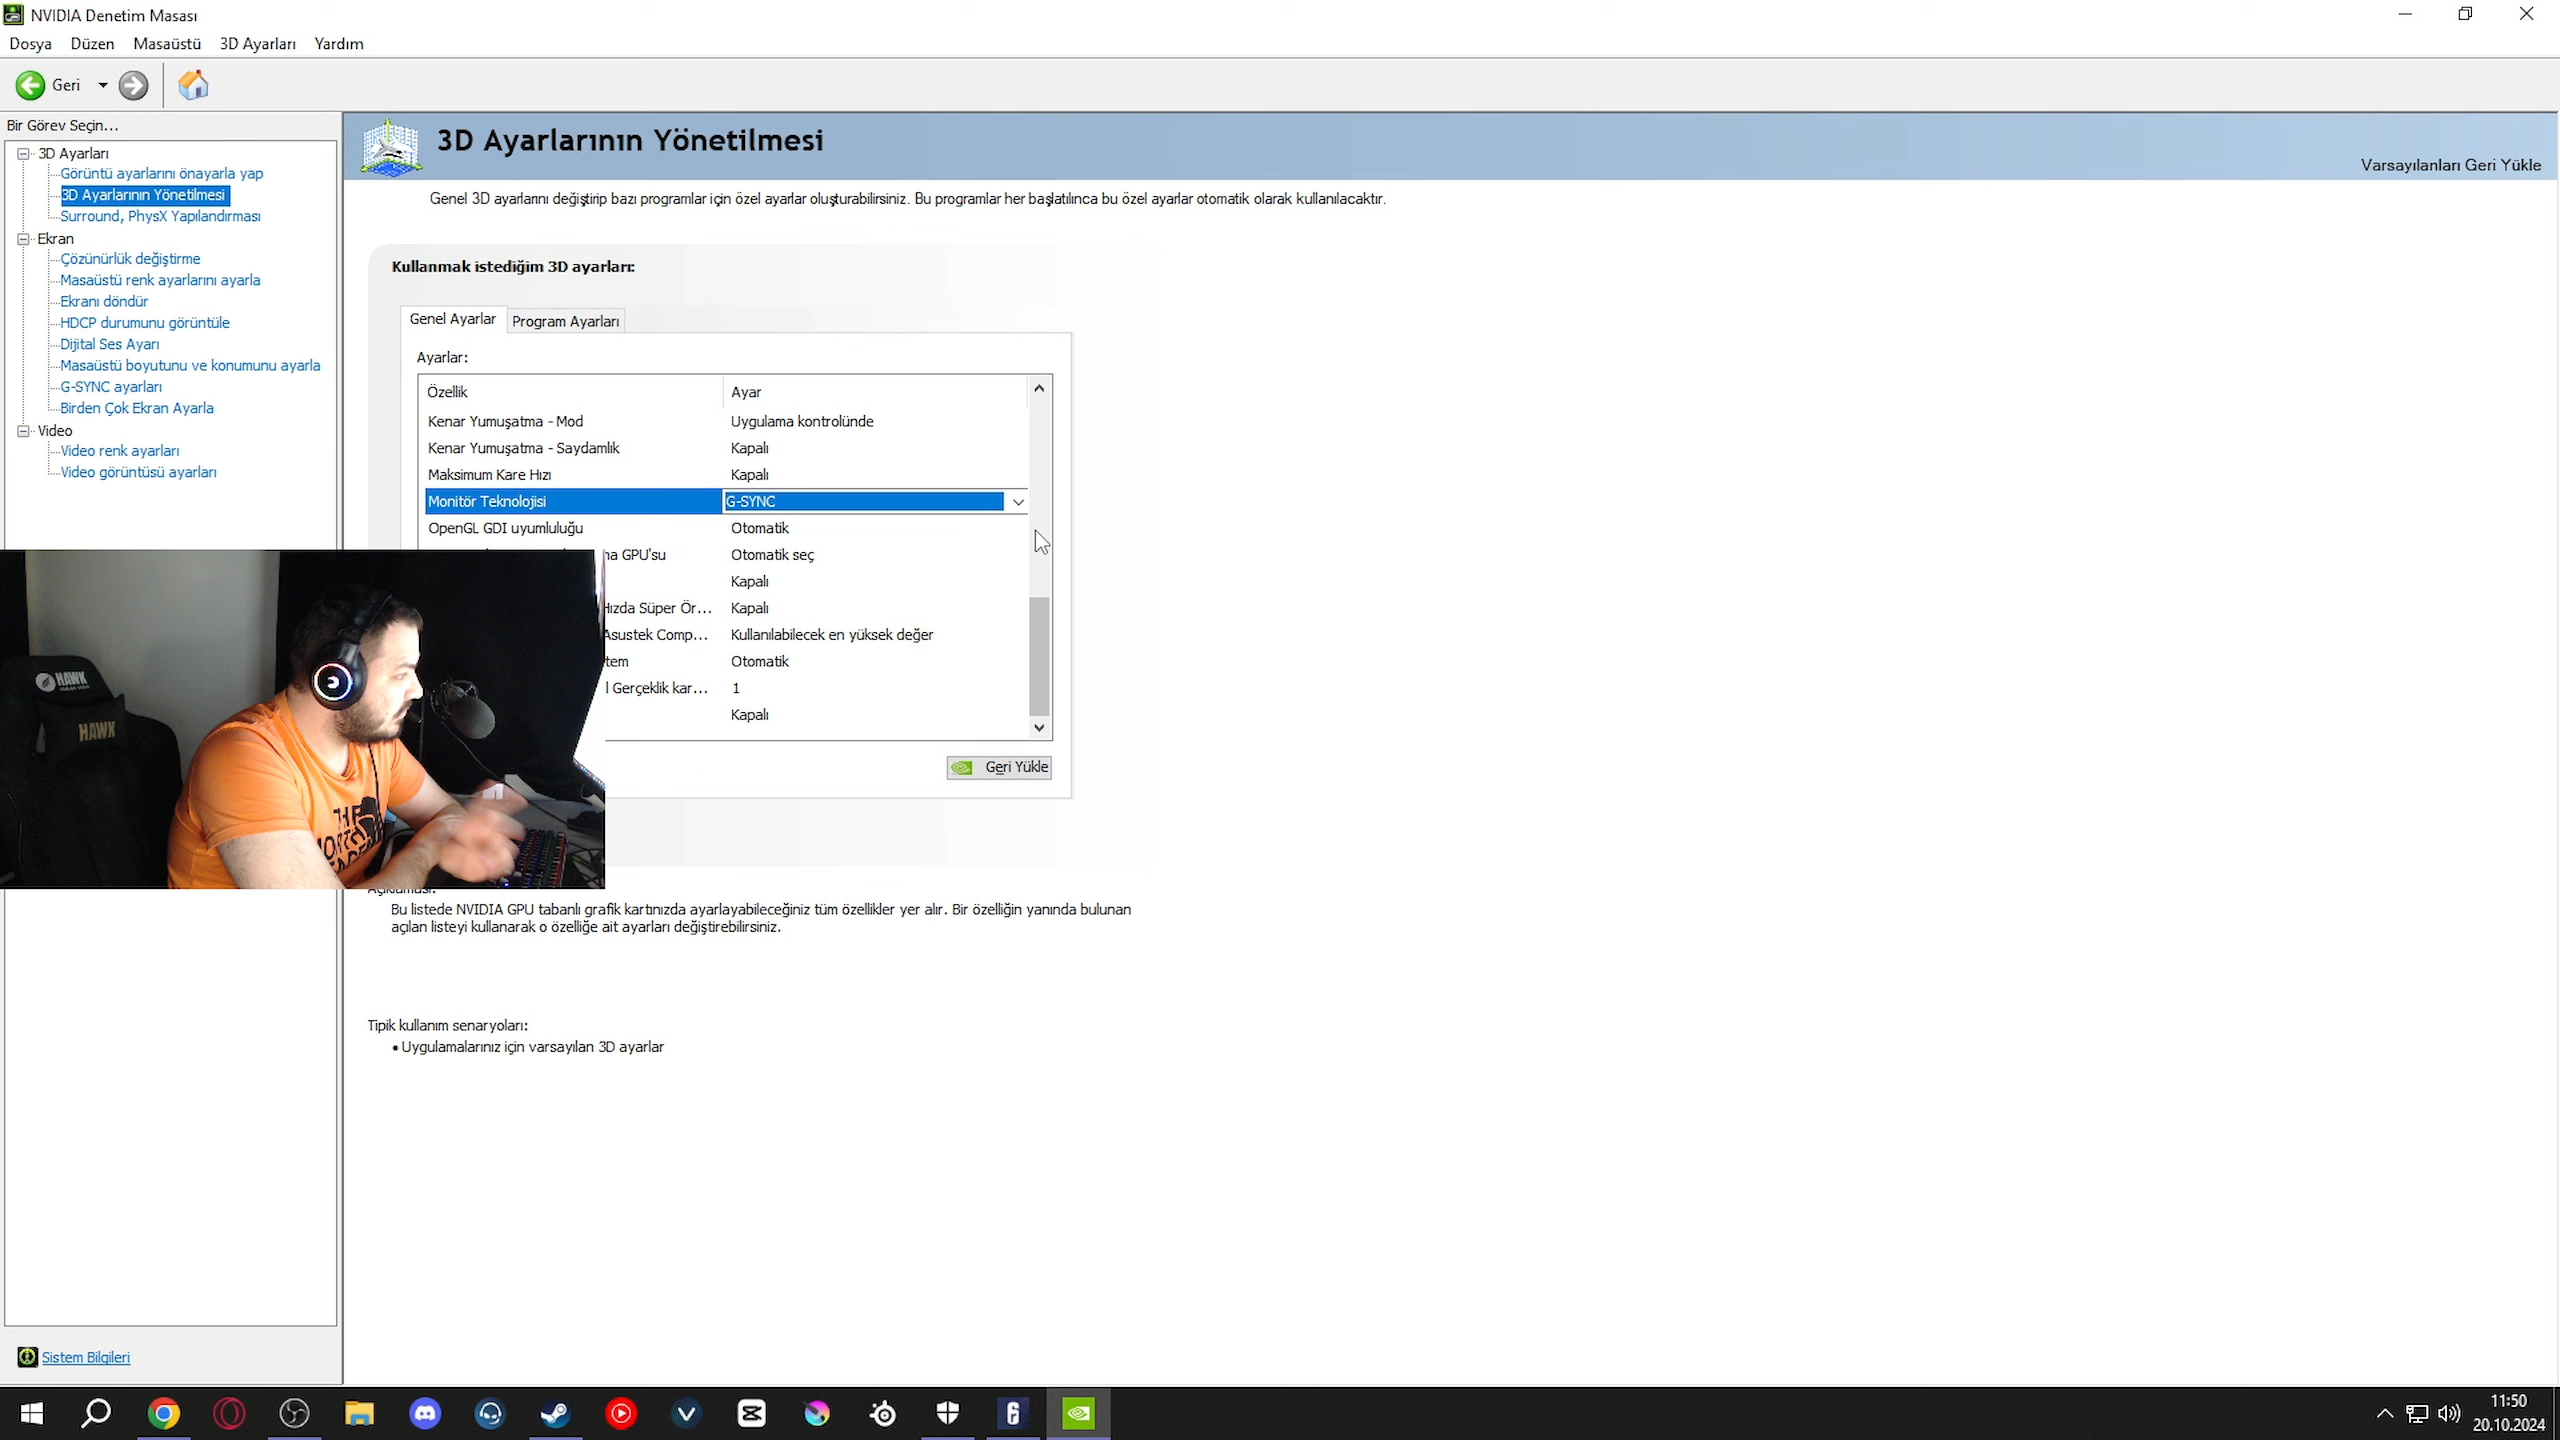 NVIDIA Denetim Masası
Dosya Düzen Masaüstü 3D Ayarları Yardım
Geri
Bir Görev Seçin...
3D Ayarları
Görüntü ayarlarını önayarla yap
3D Ayarlarının Yönetilmesi
Surround, PhysX Yapılandırması
Ekran
Çözünürlük değiştirme
Masaüstü renk ayarlarını ayarla
Ekranı döndür
HDCP durumunu görüntüle
Dijital Ses Ayarı
Masaüstü boyutunu ve konumunu ayarla
G-SYNC ayarları
Birden Çok Ekran Ayarla
Video
Video renk ayarları
Video görüntüsü ayarları
Sistem Bilgileri
3D Ayarlarının Yönetilmesi
Varsayılanları Geri Yükle
Genel 3D ayarlarını değiştirip bazı programlar için özel ayarlar oluşturabilirsiniz. Bu programlar her başlatılınca bu özel ayarlar otomatik olarak kullanılacaktır.
Kullanmak istediğim 3D ayarları:
Genel Ayarlar Program Ayarları
Ayarlar:
Özellik Ayar
Kenar Yumuşatma - Mod Uygulama kontrolünde
Kenar Yumuşatma - Saydamlık Kapalı
Maksimum Kare Hızı Kapalı
Monitör Teknolojisi G-SYNC
OpenGL GDI uyumluluğu Otomatik
GPU'su Otomatik seç
Kapalı
Hızda Süper Ör... Kapalı
Asustek Comp... Kullanılabilecek en yüksek değer
Otomatik
Gerçeklik kar... 1
Kapalı
Geri Yükle
HAWK
HAWK
THE
Açıklaması:
Bu listede NVIDIA GPU tabanlı grafik kartınızda ayarlayabileceğiniz tüm özellikler yer alır. Bir özelliğin yanında bulunan
açılan listeyi kullanarak o özelliğe ait ayarları değiştirebilirsiniz.
Tipik kullanım senaryoları:
• Uygulamalarınız için varsayılan 3D ayarlar
11:50
20.10.2024